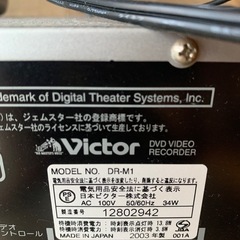 demark of Digital Theater Systems, Inc.
は、ジェムスター社の登録商標です。
ェムスター社のライセンスに基づいて生産しております。
Victor
DVD VIDEO
RECORDER
MODEL NO. DR-M1
電気用品安全法に基づく表示
日本ビクター株式会社
AC 100V 50/60Hz 34W
製造番号 12802942
MADE IN JAPAN 2003年 001A